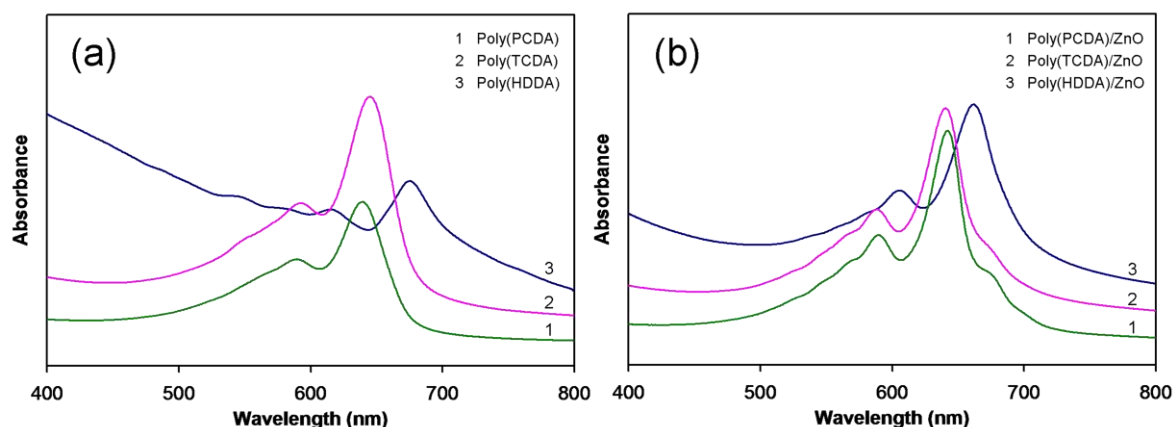 (a)
1 Poly(PCDA)
2 Poly(TCDA)
3 Poly(HDDA)
Absorbance
3
2
1
400 500 600 700 800
Wavelength (nm)
(b)
1 Poly(PCDA)/ZnO
2 Poly(TCDA)/ZnO
3 Poly(HDDA)/ZnO
Absorbance
3
2
1
400 500 600 700 800
Wavelength (nm)